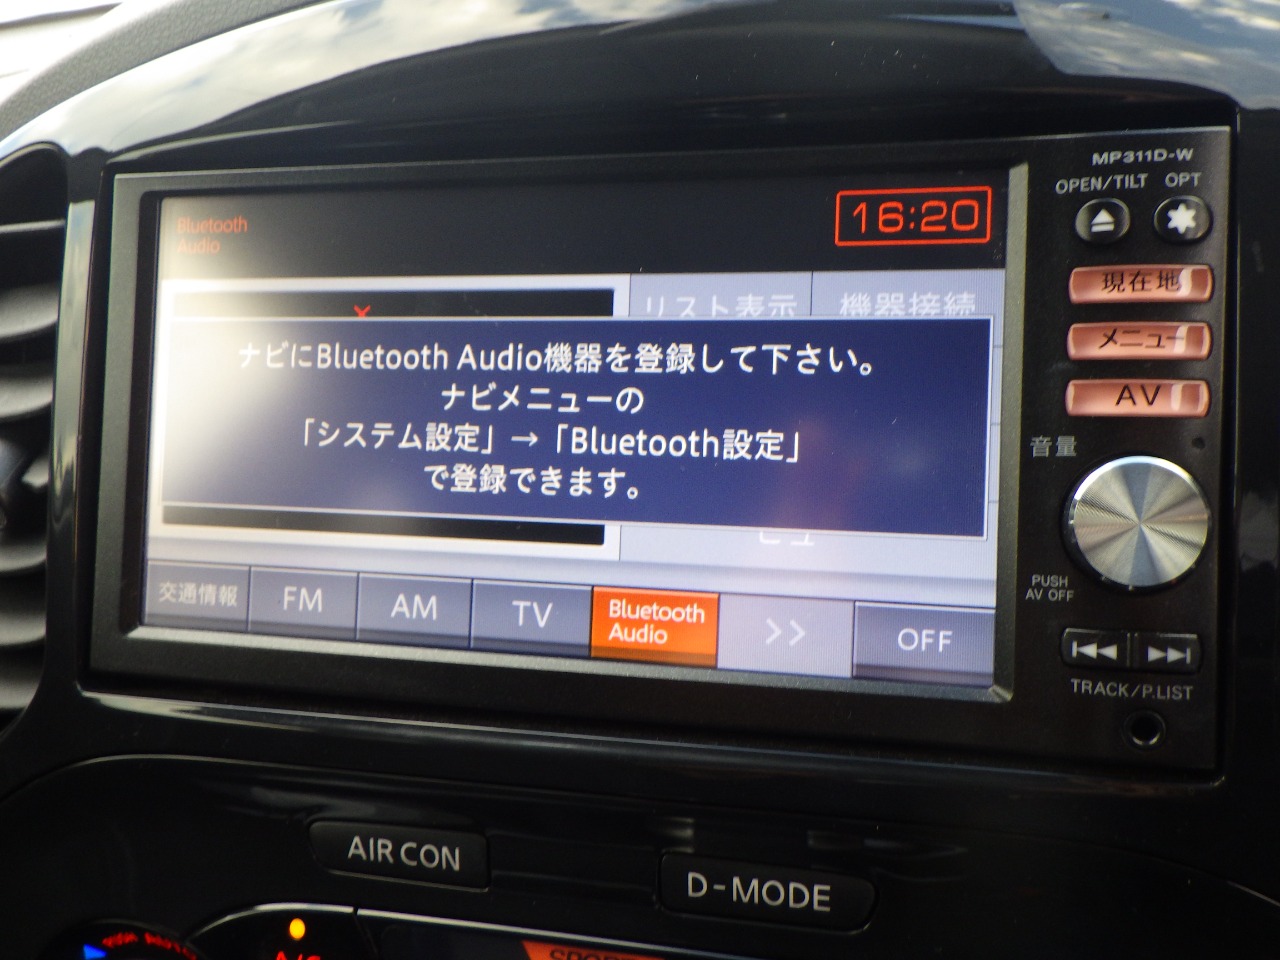 MP311D-W
OPEN/TILT OPT
Bluetooth
Audio
16:20
現在地
リスト表示 機器接続
メニュー
ナビにBluetooth Audio機器を登録して下さい。
ナビメニューの
「システム設定」→「Bluetooth設定」
で登録できます。
AV
音量
PUSH
AV OFF
交通情報 FM AM TV Bluetooth Audio >> OFF
TRACK/P.LIST
AIR CON
D-MODE
A/C